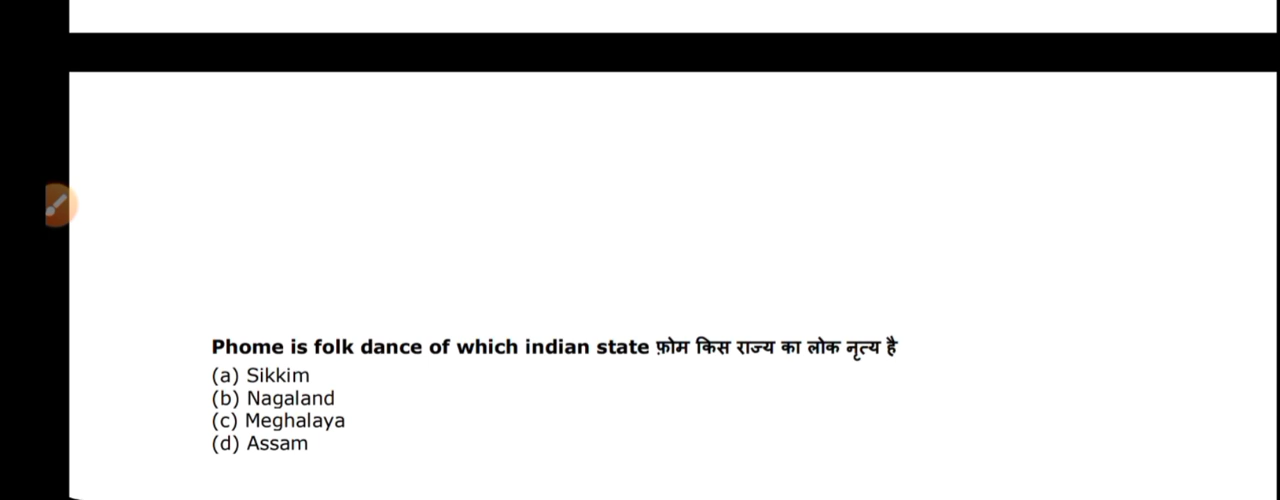 Phome is folk dance of which indian state फ़ोम किस राज्य का लोक नृत्य है
(a) Sikkim
(b) Nagaland
(c) Meghalaya
(d) Assam